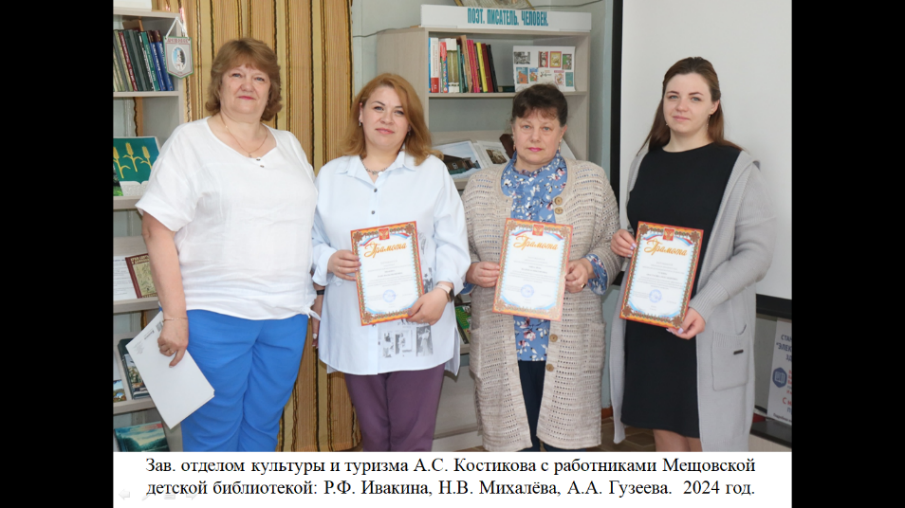 ПОЭТ. ПИСАТЕЛЬ. ЧЕЛОВЕК.
Грамота
Грамота
Грамота
Зав. отделом культуры и туризма А.С. Костикова с работниками Мещовской
детской библиотекой: Р.Ф. Ивакина, Н.В. Михалёва, А.А. Гузеева. 2024 год.